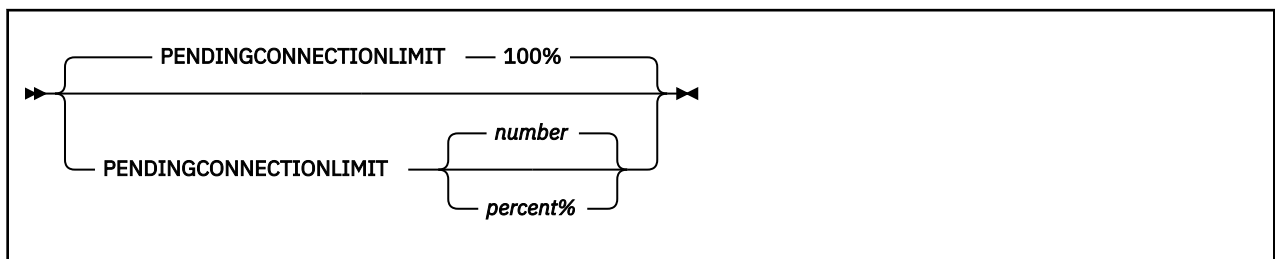 PENDINGCONNECTIONLIMIT 100%
number
PENDINGCONNECTIONLIMIT
percent%